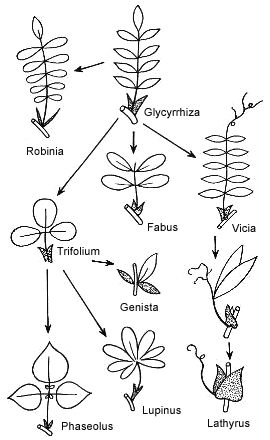 Glycyrrhiza
Robinia
Fabus
Vicia
Trifolium
Genista
Lupinus
Phaseolus
Lathyrus